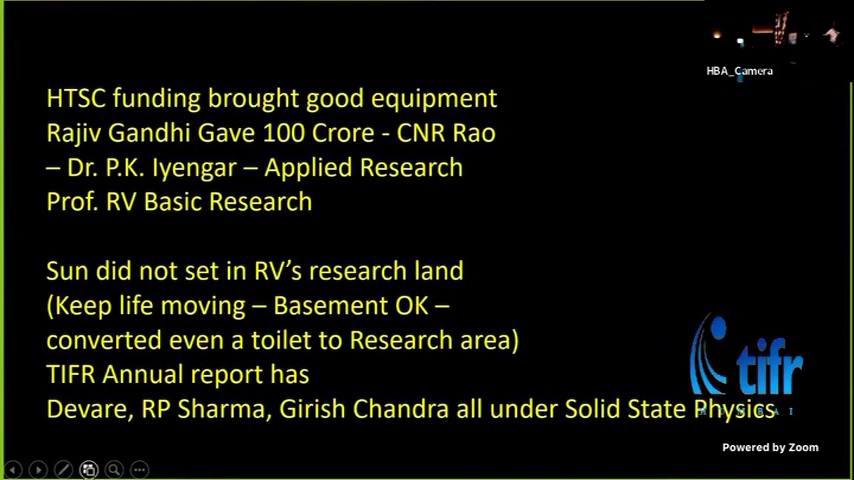 HBA_Camera
HTSC funding brought good equipment
Rajiv Gandhi Gave 100 Crore - CNR Rao
– Dr. P.K. Iyengar – Applied Research
Prof. RV Basic Research
Sun did not set in RV’s research land
(Keep life moving – Basement OK –
converted even a toilet to Research area)
TIFR Annual report has
Devare, RP Sharma, Girish Chandra all under Solid State Physics
tifr
Powered by Zoom